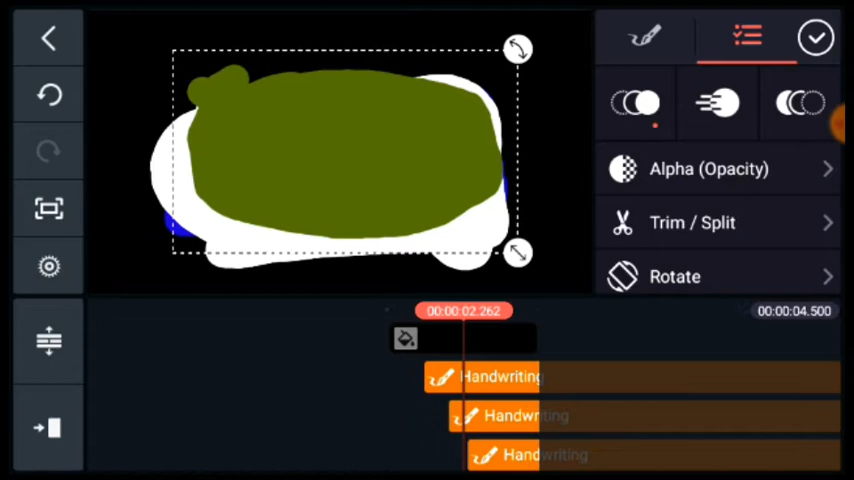 Alpha (Opacity)
Trim / Split
Rotate
00:00:02.262
00:00:04.500
Handwriting
Handwriting
Handwriting